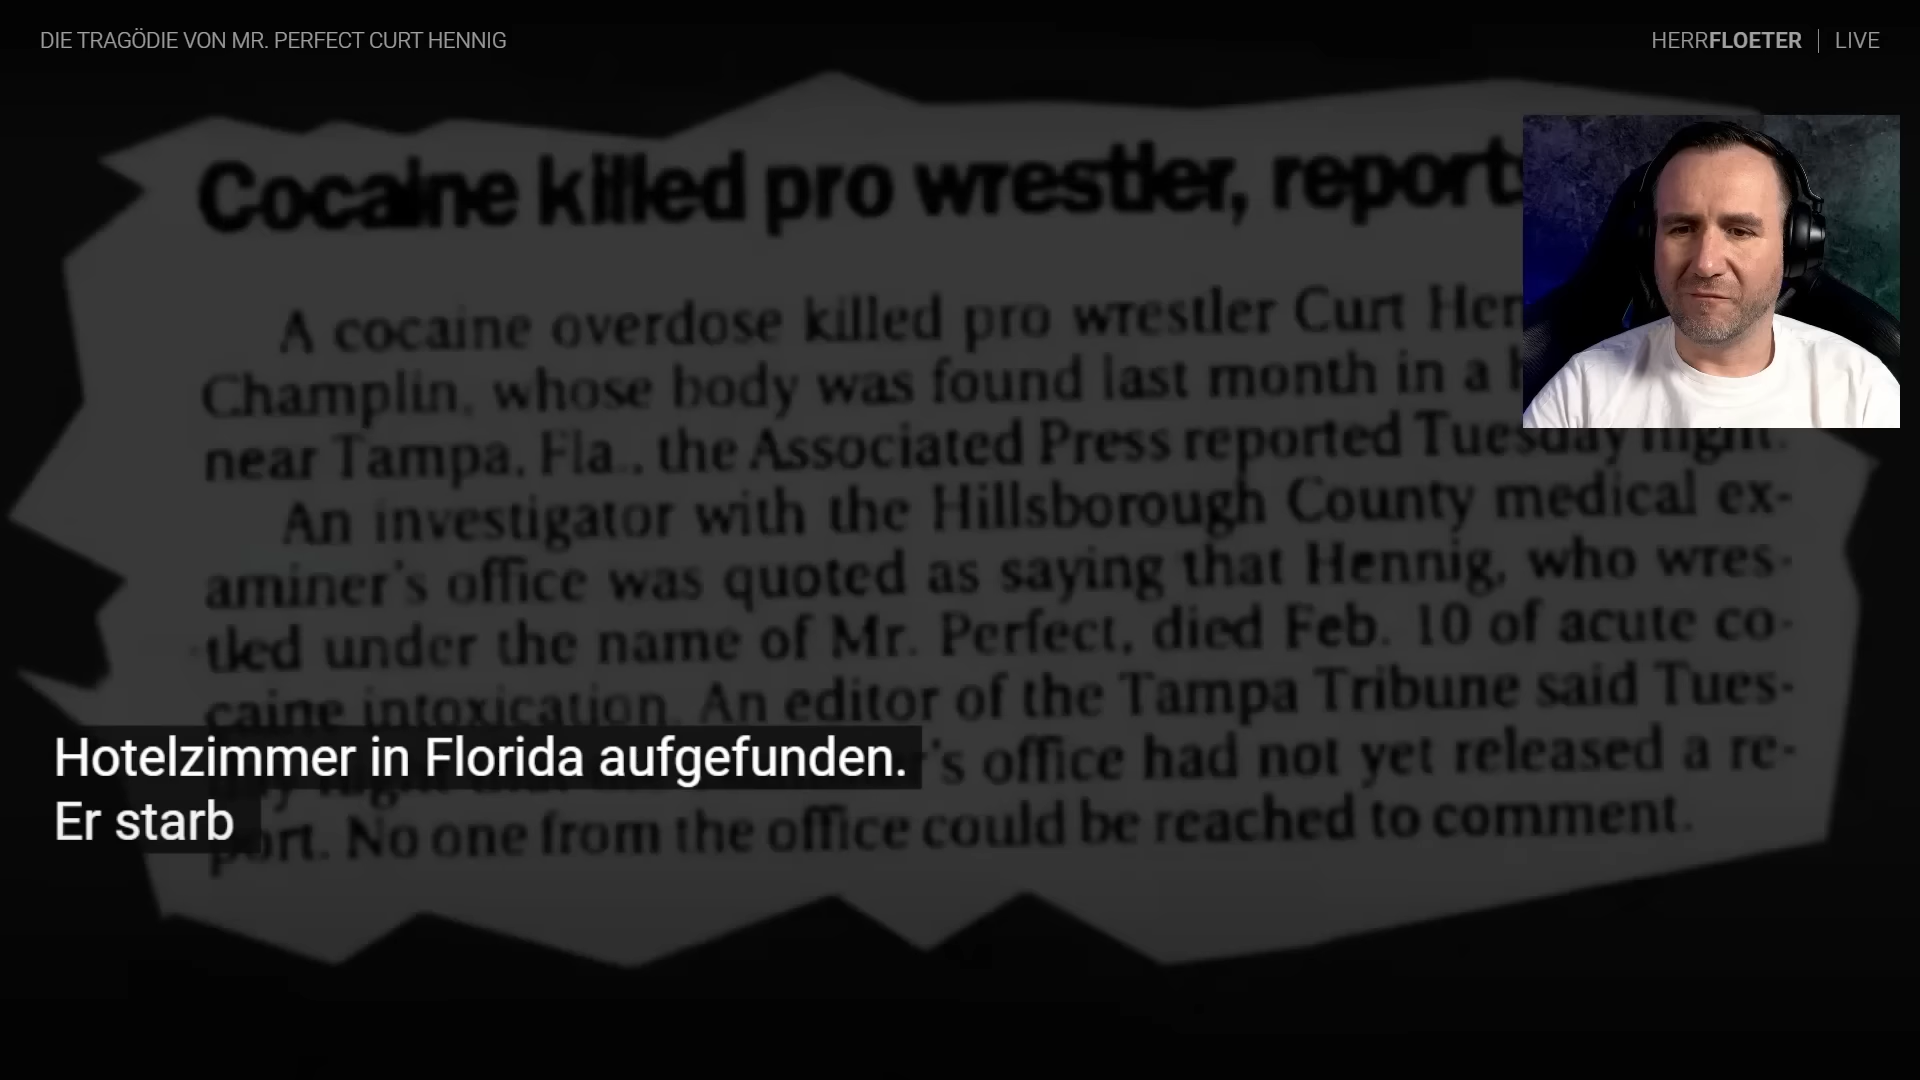 DIE TRAGÖDIE VON MR. PERFECT CURT HENNIG
HERRFLOETER | LIVE
Cocaine killed pro wrestler, reports
A cocaine overdose killed pro wrestler Curt
Champlin, whose body was found last month in a
near Tampa, Fla., the Associated Press reported Tuesday night.
An investigator with the Hillsborough County medical ex-
aminer's office was quoted as saying that Hennig, who wres-
tled under the name of Mr. Perfect, died Feb. 10 of acute co-
caine intoxication. An editor of the Tampa Tribune said Tues-
's office had not yet released a re-
port. No one from the office could be reached to comment.
Hotelzimmer in Florida aufgefunden.
Er starb